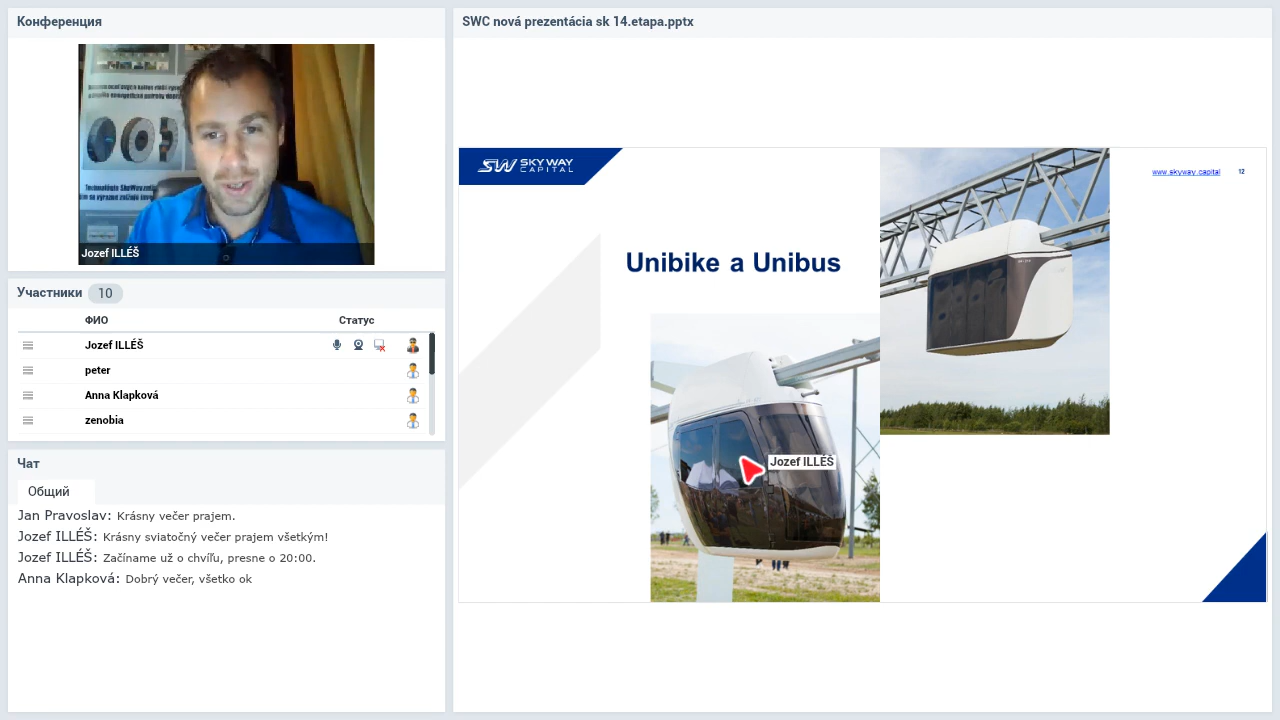 Конференция
Jozef ILLÉŠ
Участники 10
ФИО Статус
Jozef ILLÉŠ
peter
Anna Klapková
zenobia
Чат
Общий
Jan Pravoslav: Krásny večer prajem.
Jozef ILLÉŠ: Krásny sviatočný večer prajem všetkým!
Jozef ILLÉŠ: Začíname už o chvíľu, presne o 20:00.
Anna Klapková: Dobrý večer, všetko ok
SWC nová prezentácia sk 14.etapa.pptx
SW SKY WAY
CAPITAL
www.skyway.capital 12
Unibike a Unibus
Jozef ILLÉŠ